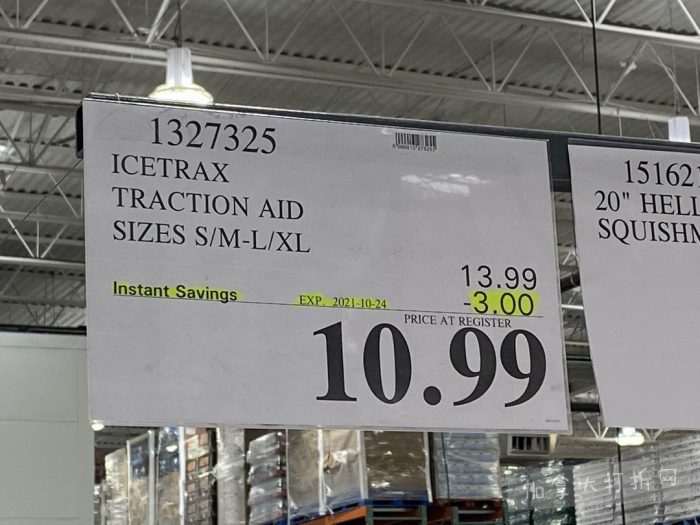 1327325
ICETRAX
TRACTION AID
SIZES S/M-L/XL
13.99
Instant Savings EXP. 2021-10-24 -3.00
PRICE AT REGISTER
10.99
15162
20" HELL
SQUISHM
加拿大打折网